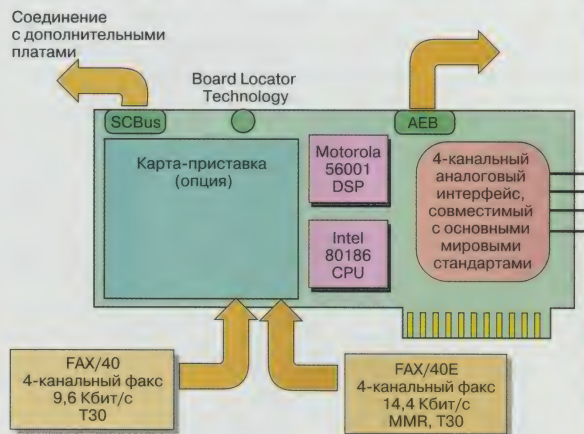 Соединение
с дополнительными
платами
Board Locator
Technology
SCBus
AEB
Карта-приставка
(опция)
Motorola
56001
DSP
Intel
80186
CPU
4-канальный
аналоговый
интерфейс,
совместимый
с основными
мировыми
стандартами
FAX/40
4-канальный факс
9,6 Кбит/с
T30
FAX/40E
4-канальный факс
14,4 Кбит/с
MMR, T30